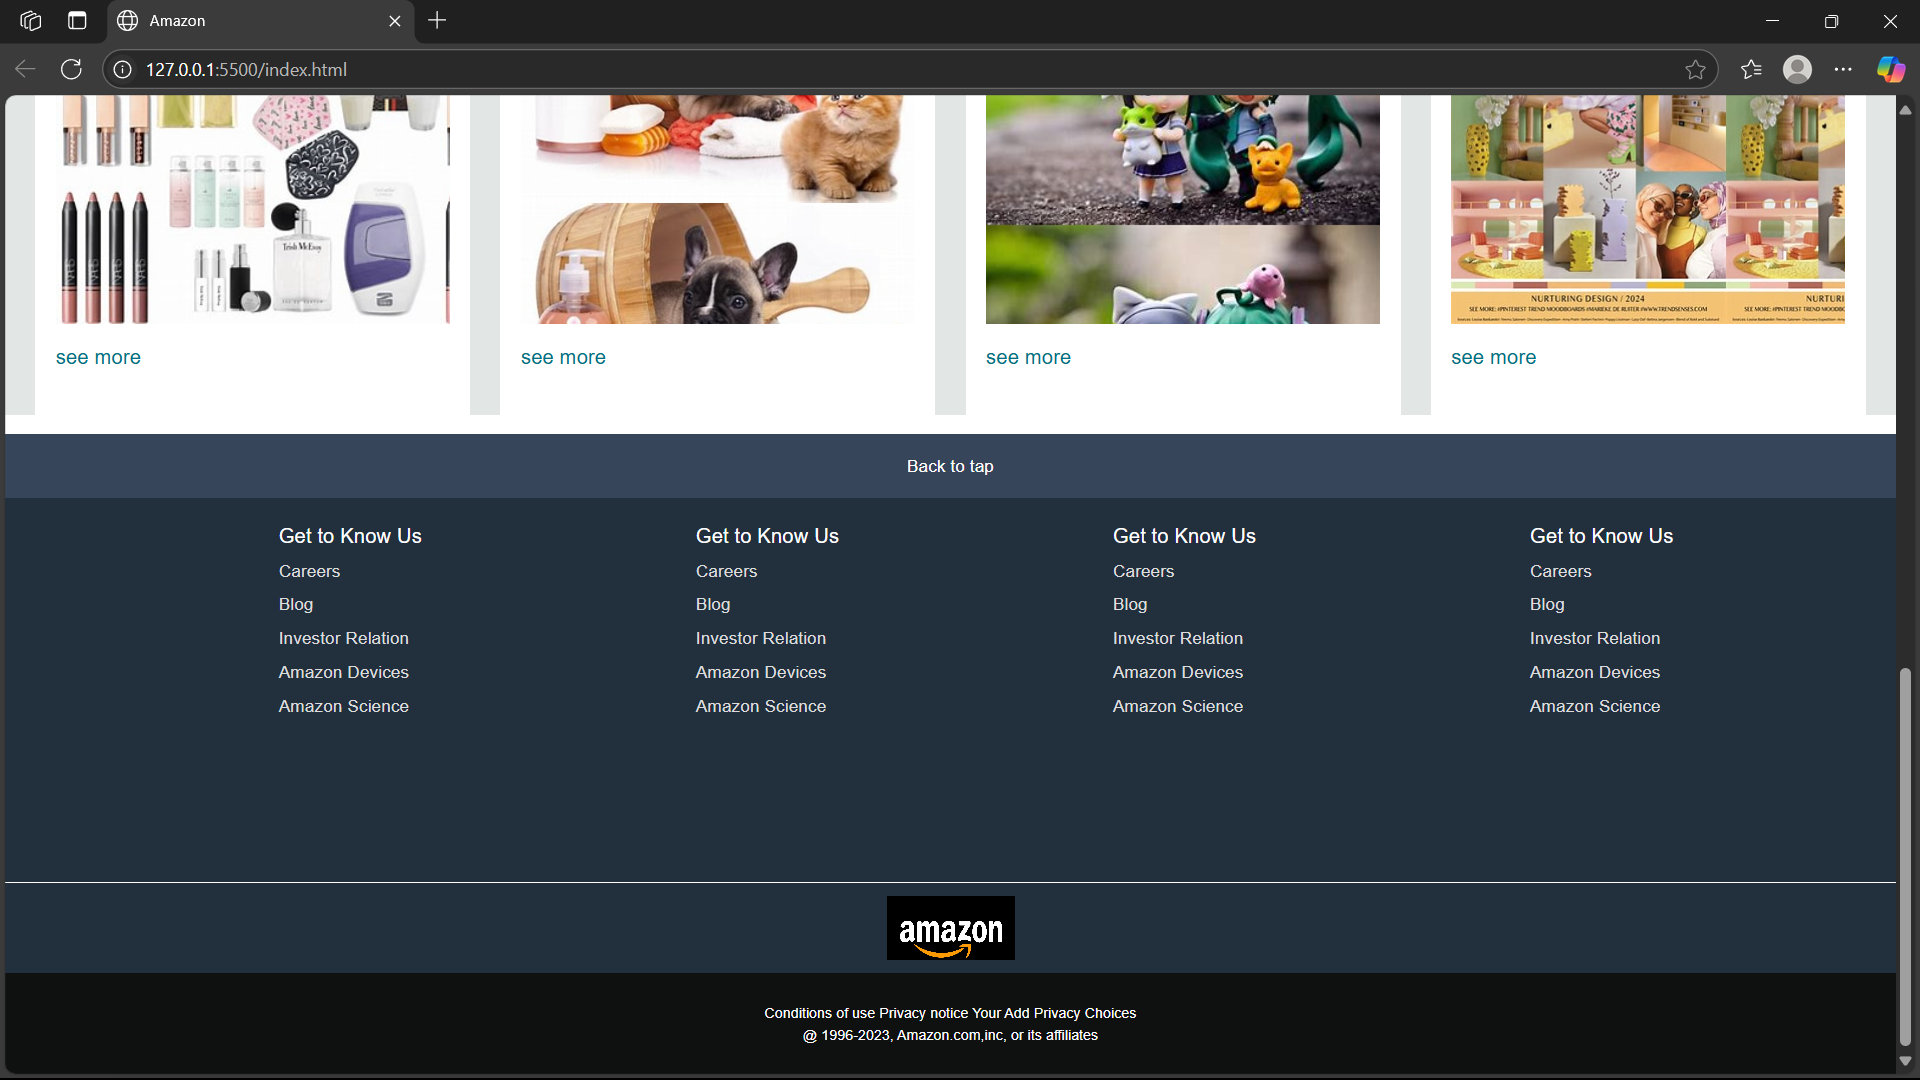 Amazon
127.0.0.1:5500/index.html
NARS
Trish McEvoy
NURTURING DESIGN / 2024
NURTURI
SEE MORE: #PINTEREST TREND MOODBOARDS #MARIEKE DE RUITER #WWW.TRENDSENSES.COM
SEE MORE: #PINTEREST TREND MOODB
see more see more see more see more
Back to tap
Get to Know Us Get to Know Us Get to Know Us Get to Know Us
Careers Careers Careers Careers
Blog Blog Blog Blog
Investor Relation Investor Relation Investor Relation Investor Relation
Amazon Devices Amazon Devices Amazon Devices Amazon Devices
Amazon Science Amazon Science Amazon Science Amazon Science
amazon
Conditions of use Privacy notice Your Add Privacy Choices
@ 1996-2023, Amazon.com,inc, or its affiliates